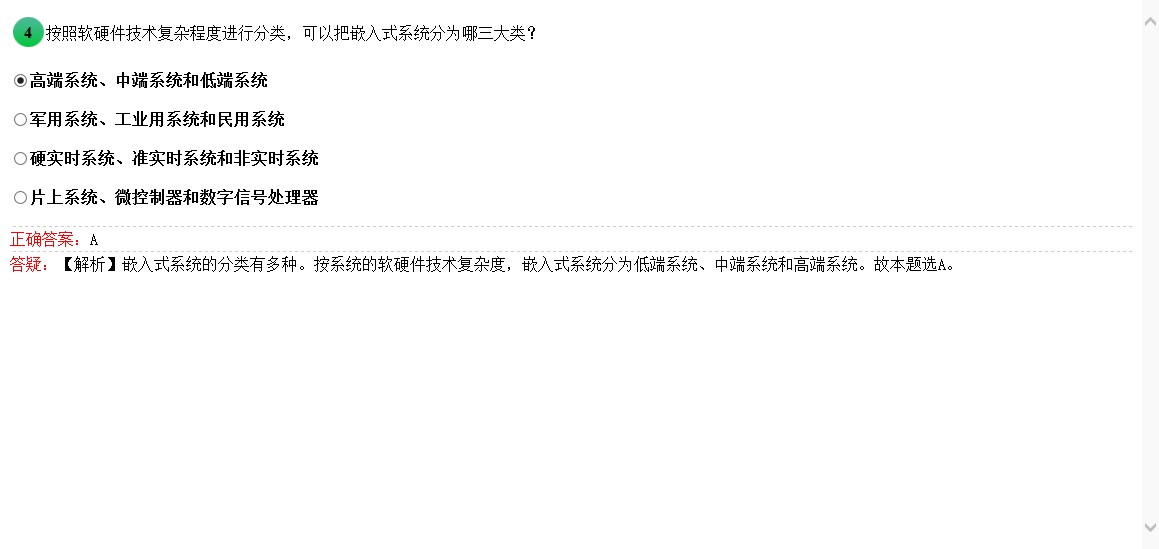 4 按照软硬件技术复杂程度进行分类，可以把嵌入式系统分为哪三大类？
高端系统、中端系统和低端系统
军用系统、工业用系统和民用系统
硬实时系统、准实时系统和非实时系统
片上系统、微控制器和数字信号处理器
正确答案：A
答疑：【解析】嵌入式系统的分类有多种。按系统的软硬件技术复杂度，嵌入式系统分为低端系统、中端系统和高端系统。故本题选A。